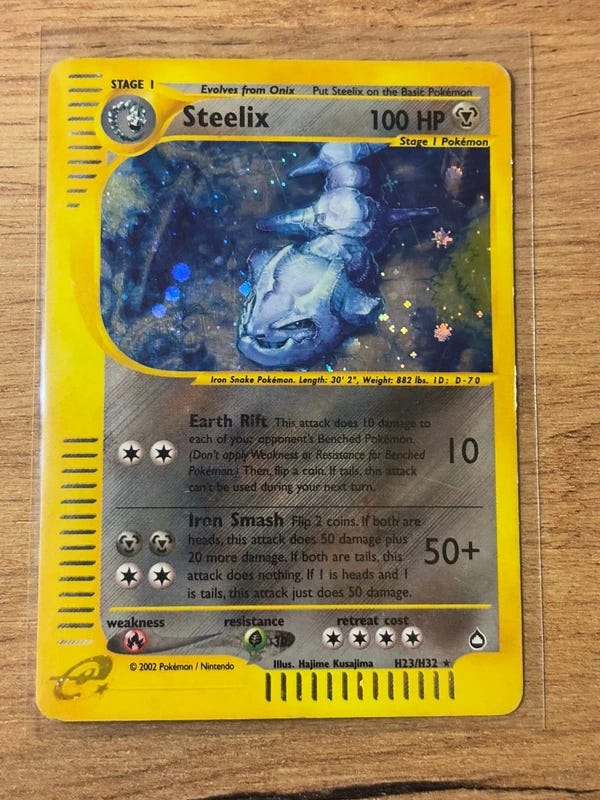 STAGE 1
Evolves from Onix Put Steelix on the Basic Pokémon
Steelix 100 HP
Stage 1 Pokémon
Iron Snake Pokémon. Length: 30' 2", Weight: 882 lbs. ID: D-70
Earth Rift This attack does 10 damage to
each of your opponent's Benched Pokémon.
(Don't apply Weakness or Resistance for Benched
Pokémon.) Then, flip a coin. If tails, this attack
can't be used during your next turn.
10
Iron Smash Flip 2 coins. If both are
heads, this attack does 50 damage plus
20 more damage. If both are tails, this
attack does nothing. If 1 is heads and 1
is tails, this attack just does 50 damage.
50+
weakness resistance retreat cost
-30
© 2002 Pokémon / Nintendo Illus. Hajime Kusajima H23/H32 ★
e